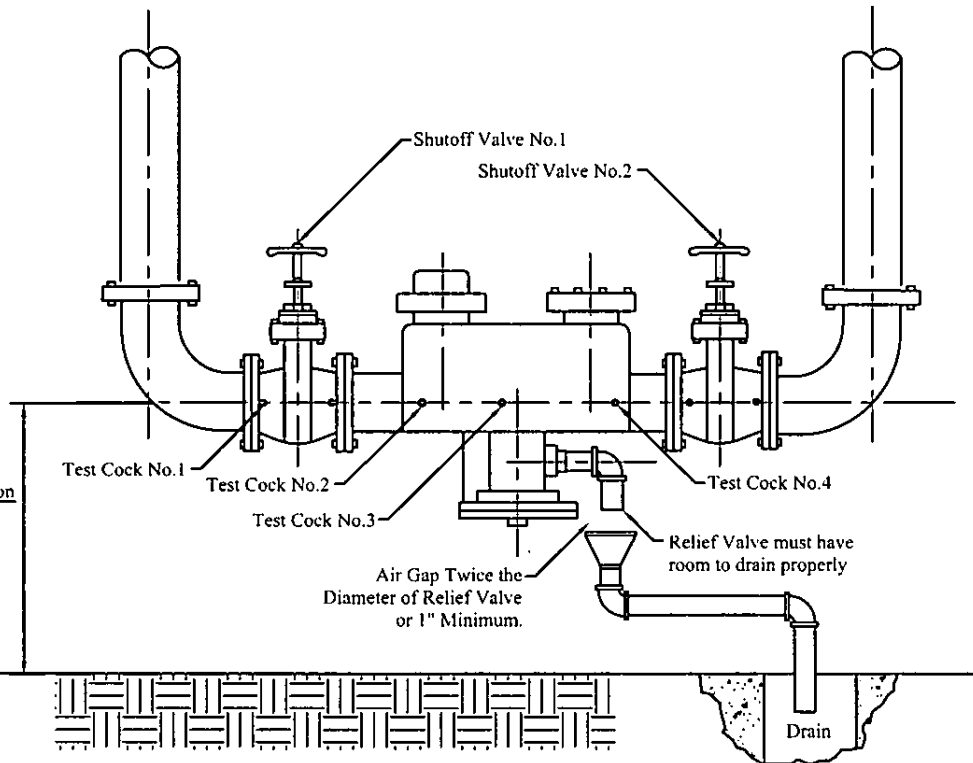 Shutoff Valve No.1
Shutoff Valve No.2
Test Cock No.1
Test Cock No.2
Test Cock No.3
Test Cock No.4
Relief Valve must have
room to drain properly
Air Gap Twice the
Diameter of Relief Valve
or 1" Minimum.
Drain